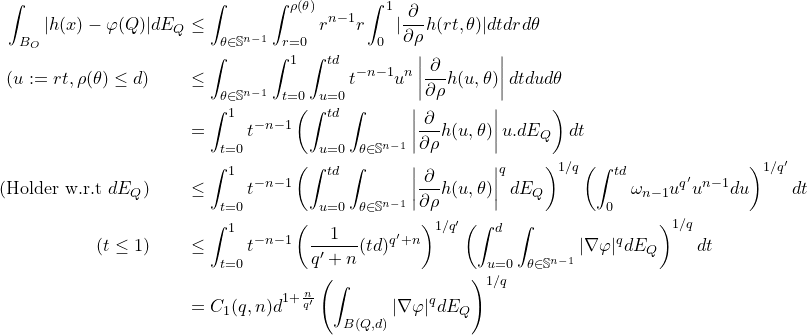 \int_{B_O} |h(x) - \varphi(Q)| dE_Q \leq \int_{\theta \in \mathbb{S}^{n-1}} \int_{r=0}^{\rho(\theta)} r^{n-1} r \int_0^1 |\frac{\partial}{\partial \rho} h(rt, \theta)| dt dr d\theta
(u := rt, \rho(\theta) \leq d) \leq \int_{\theta \in \mathbb{S}^{n-1}} \int_{t=0}^1 \int_{u=0}^{td} t^{-n-1} u^n \left| \frac{\partial}{\partial \rho} h(u, \theta) \right| dt du d\theta
= \int_{t=0}^1 t^{-n-1} \left( \int_{u=0}^{td} \int_{\theta \in \mathbb{S}^{n-1}} \left| \frac{\partial}{\partial \rho} h(u, \theta) \right| u.dE_Q \right) dt
(Holder w.r.t dE_Q) \leq \int_{t=0}^1 t^{-n-1} \left( \int_{u=0}^{td} \int_{\theta \in \mathbb{S}^{n-1}} \left| \frac{\partial}{\partial \rho} h(u, \theta) \right|^q dE_Q \right)^{1/q} \left( \int_0^{td} \omega_{n-1} u^{q'} u^{n-1} du \right)^{1/q'} dt
(t \leq 1) \leq \int_{t=0}^1 t^{-n-1} \left( \frac{1}{q'+n} (td)^{q'+n} \right)^{1/q'} \left( \int_{u=0}^d \int_{\theta \in \mathbb{S}^{n-1}} |\nabla \varphi|^q dE_Q \right)^{1/q} dt
= C_1(q, n) d^{1+\frac{n}{q'}} \left( \int_{B(Q,d)} |\nabla \varphi|^q dE_Q \right)^{1/q}